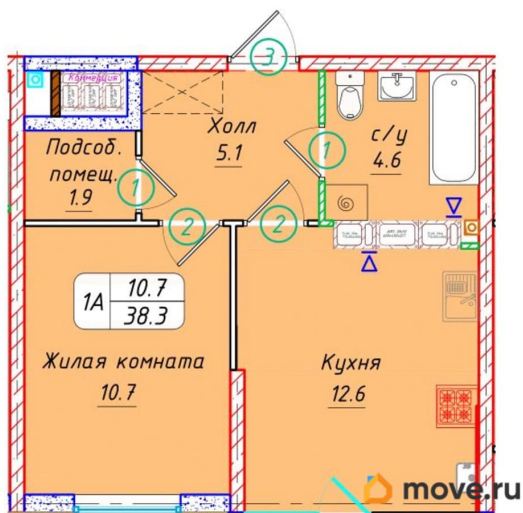 3
Коммерция
Холл
5.1
1
с/у
4.6
Подсоб.
помещ.
1.9
1
2
2
1А
10.7
38.3
Жилая комната
10.7
Кухня
12.6
move.ru